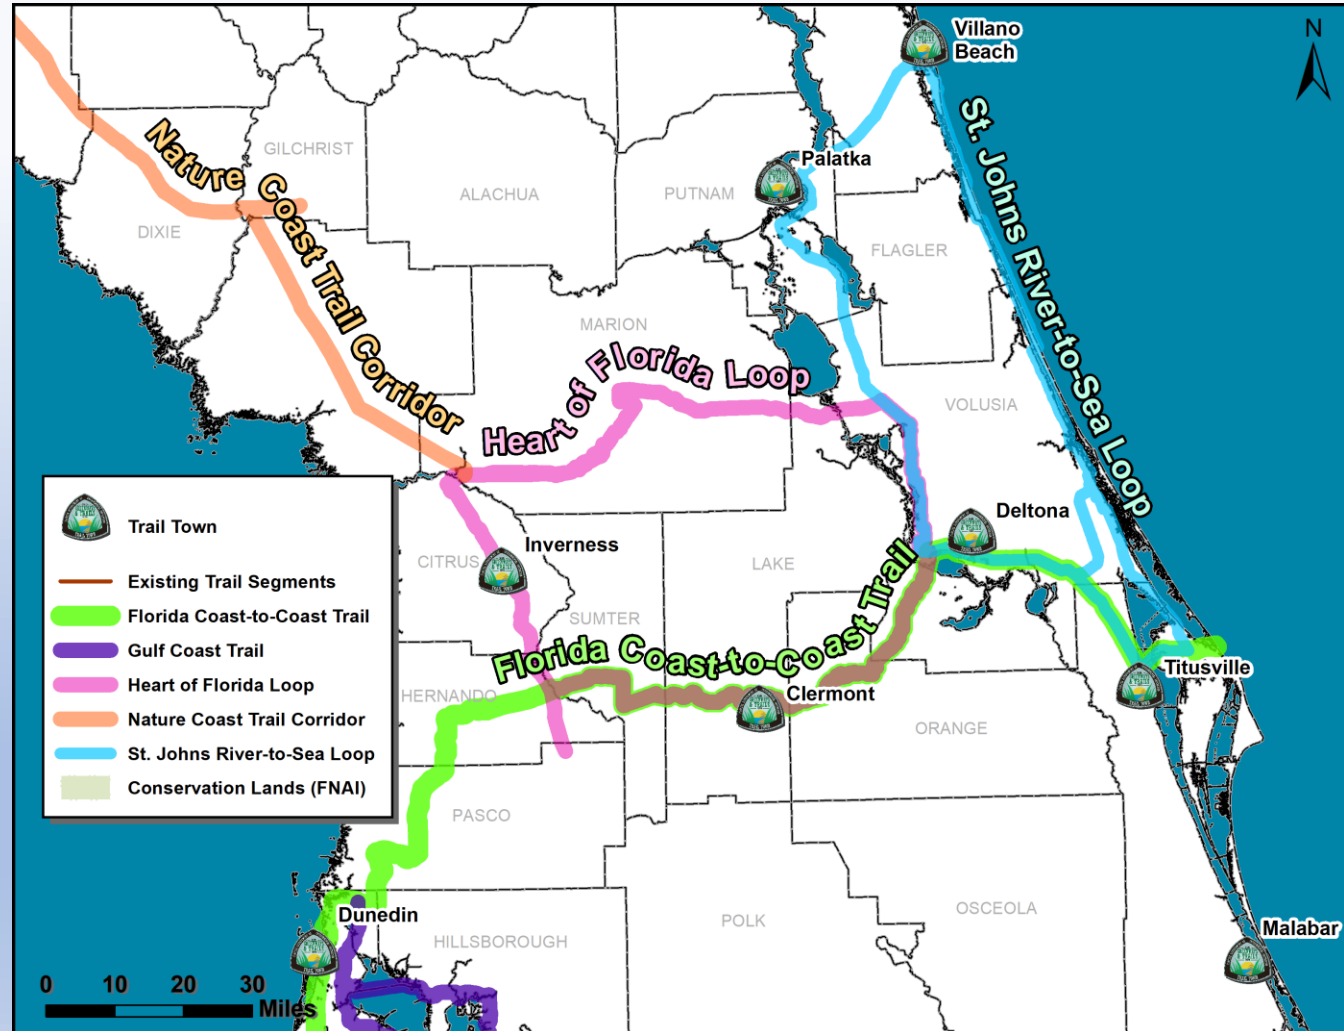 Villano
Beach
N
St. Johns River-to-Sea Loop
Palatka
Nature Coast Trail Corridor
GILCHRIST
ALACHUA
PUTNAM
DIXIE
FLAGLER
MARION
Heart of Florida Loop
VOLUSIA
Trail Town
Existing Trail Segments
Florida Coast-to-Coast Trail
Gulf Coast Trail
Heart of Florida Loop
Nature Coast Trail Corridor
St. Johns River-to-Sea Loop
Conservation Lands (FNAI)
Deltona
Inverness
CITRUS
LAKE
SUMTER
Florida Coast-to-Coast Trail
Titusville
HERNANDO
Clermont
ORANGE
PASCO
Dunedin
HILLSBOROUGH
POLK
OSCEOLA
Malabar
0 10 20 30
Miles